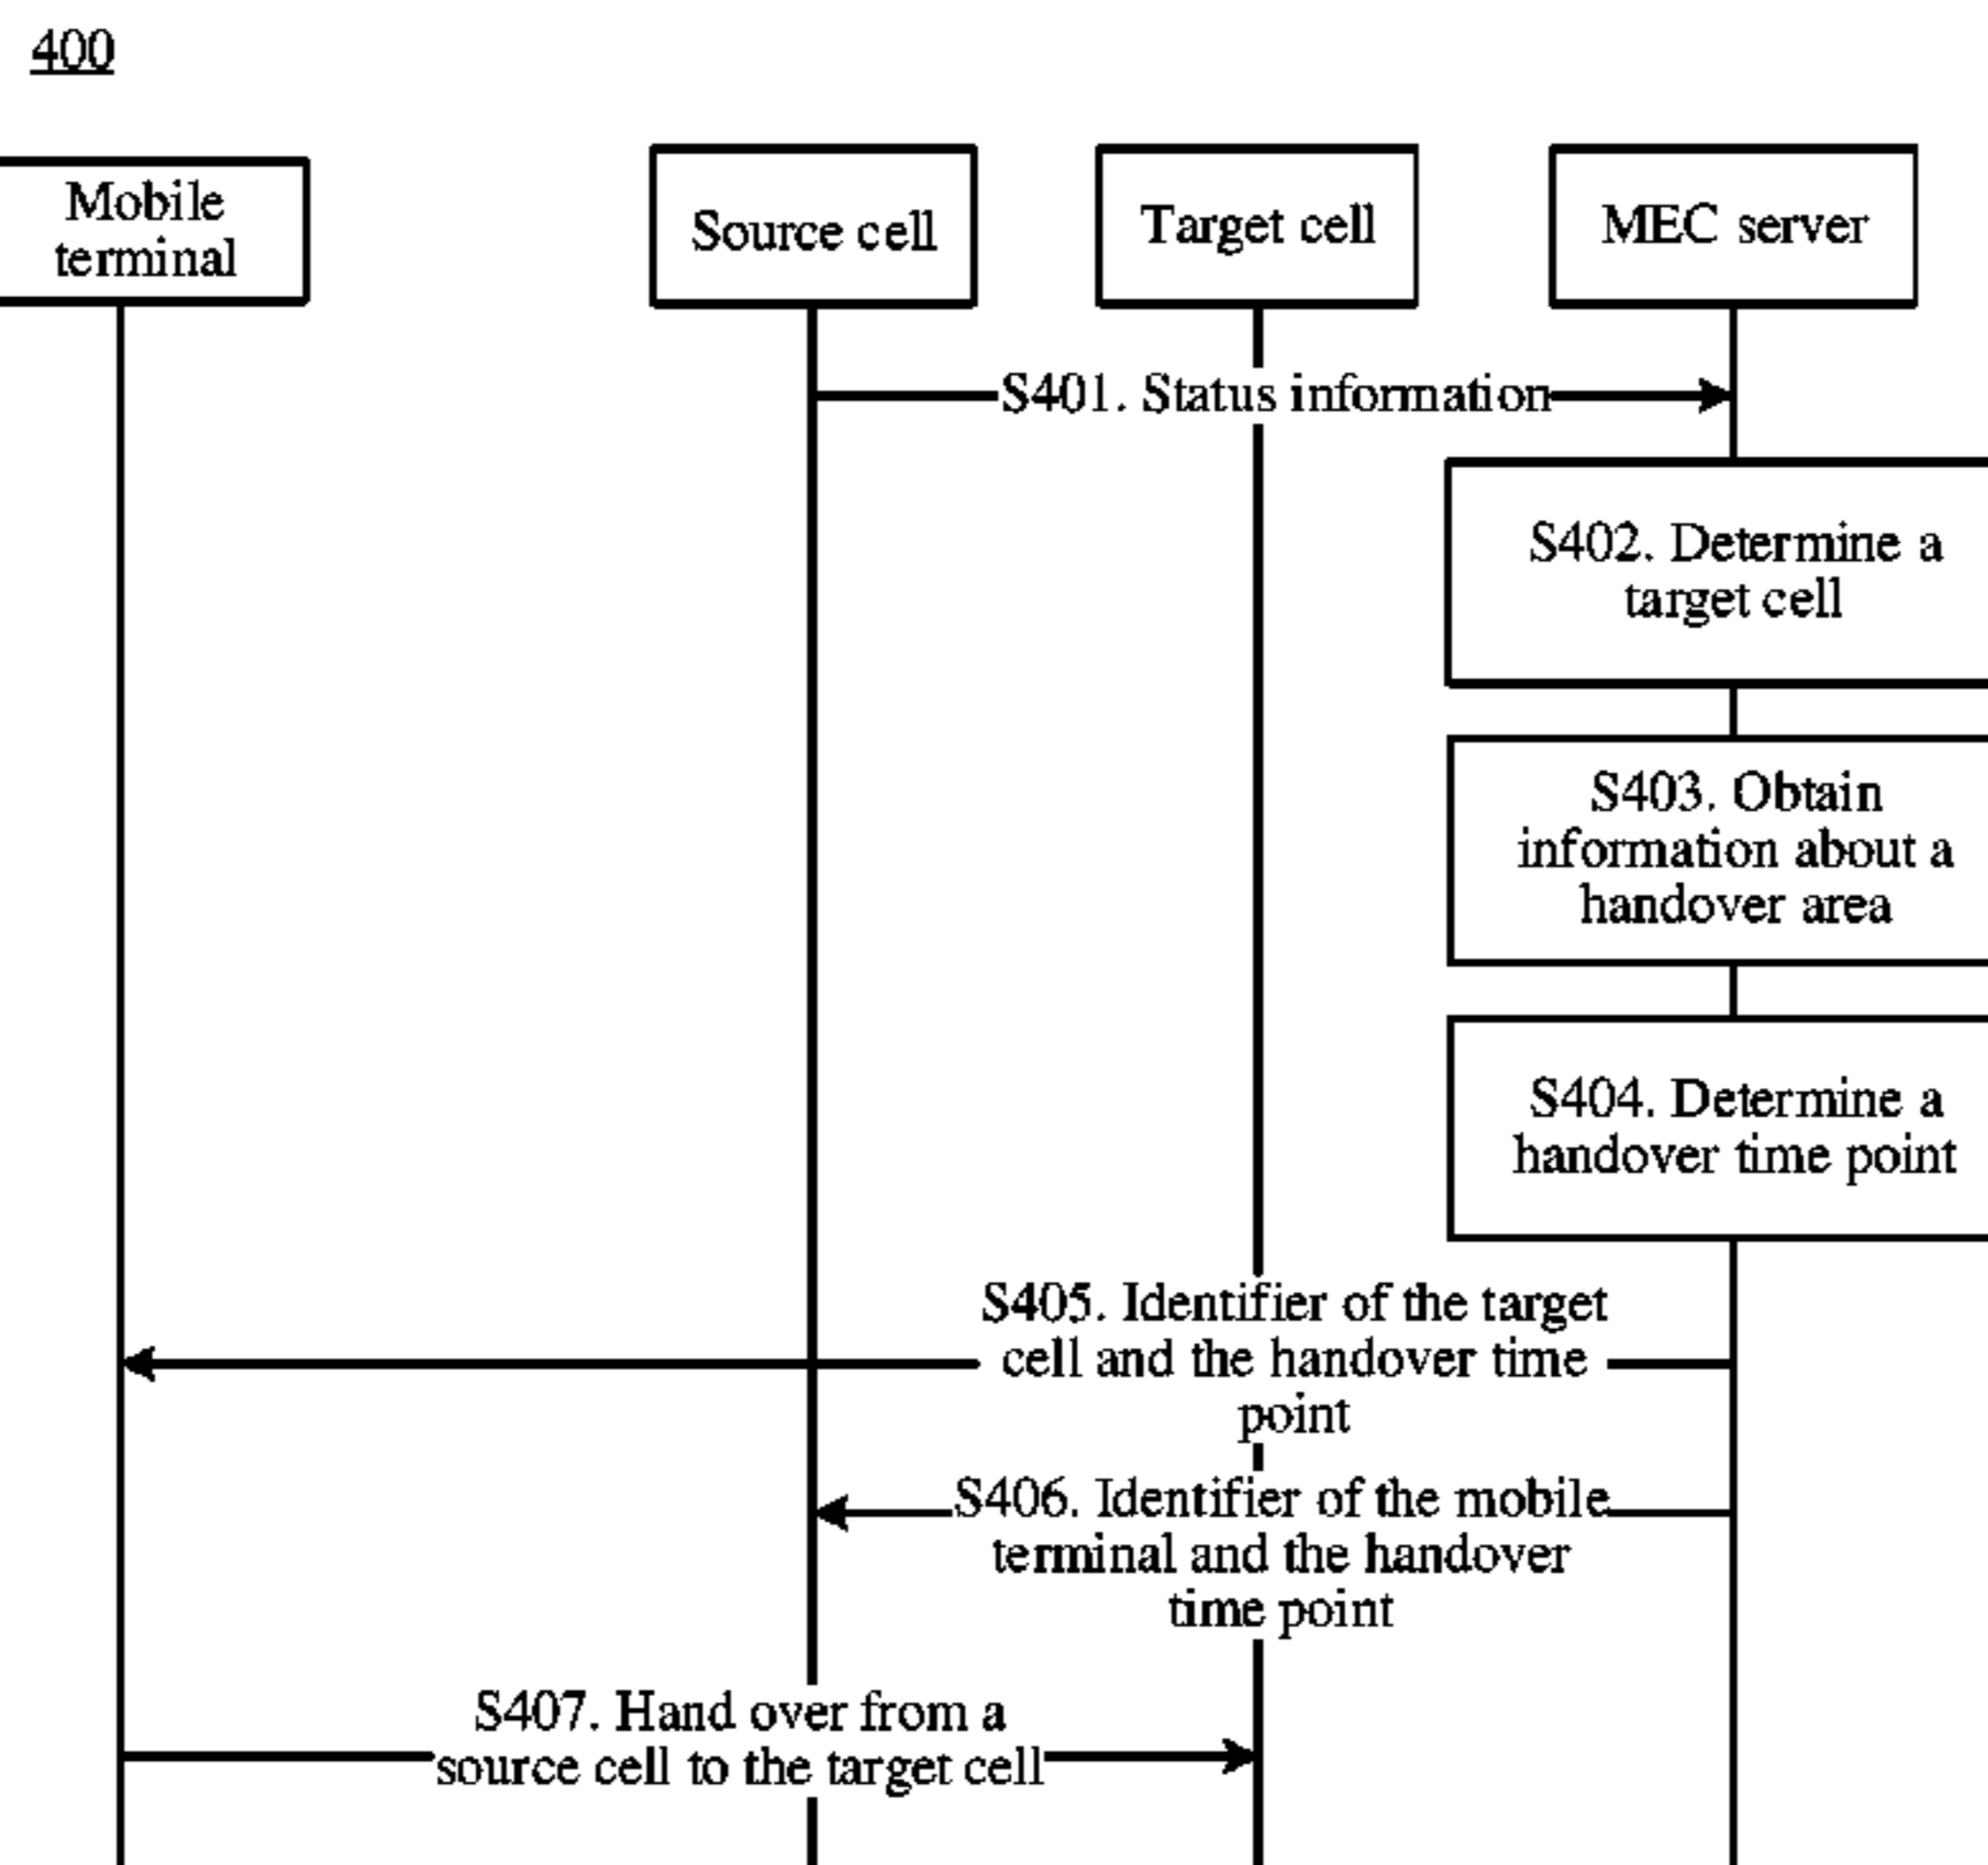 400
Mobile
terminal
Source cell
Target cell
MEC server
S401. Status information
S402. Determine a
target cell
S403. Obtain
information about a
handover area
S404. Determine a
handover time point
S405. Identifier of the target
cell and the handover time
point
S406. Identifier of the mobile
terminal and the handover
time point
S407. Hand over from a
source cell to the target cell